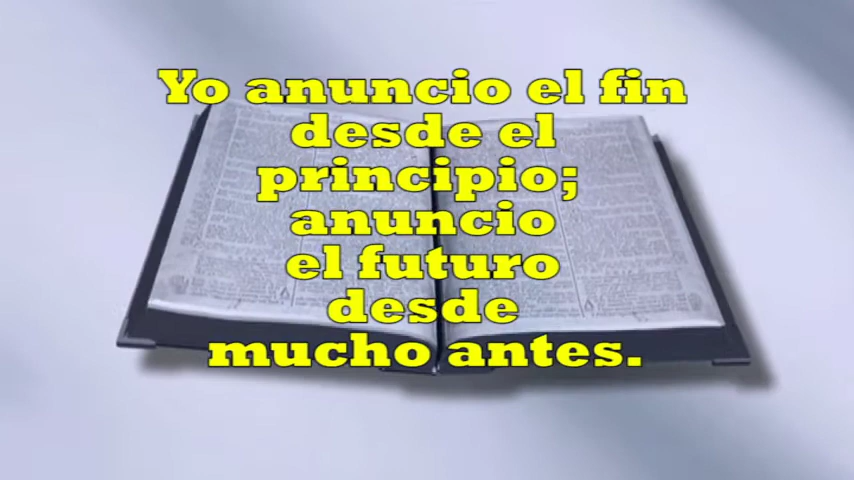 Yo anuncio el fin
desde el
principio;
anuncio
el futuro
desde
mucho antes.